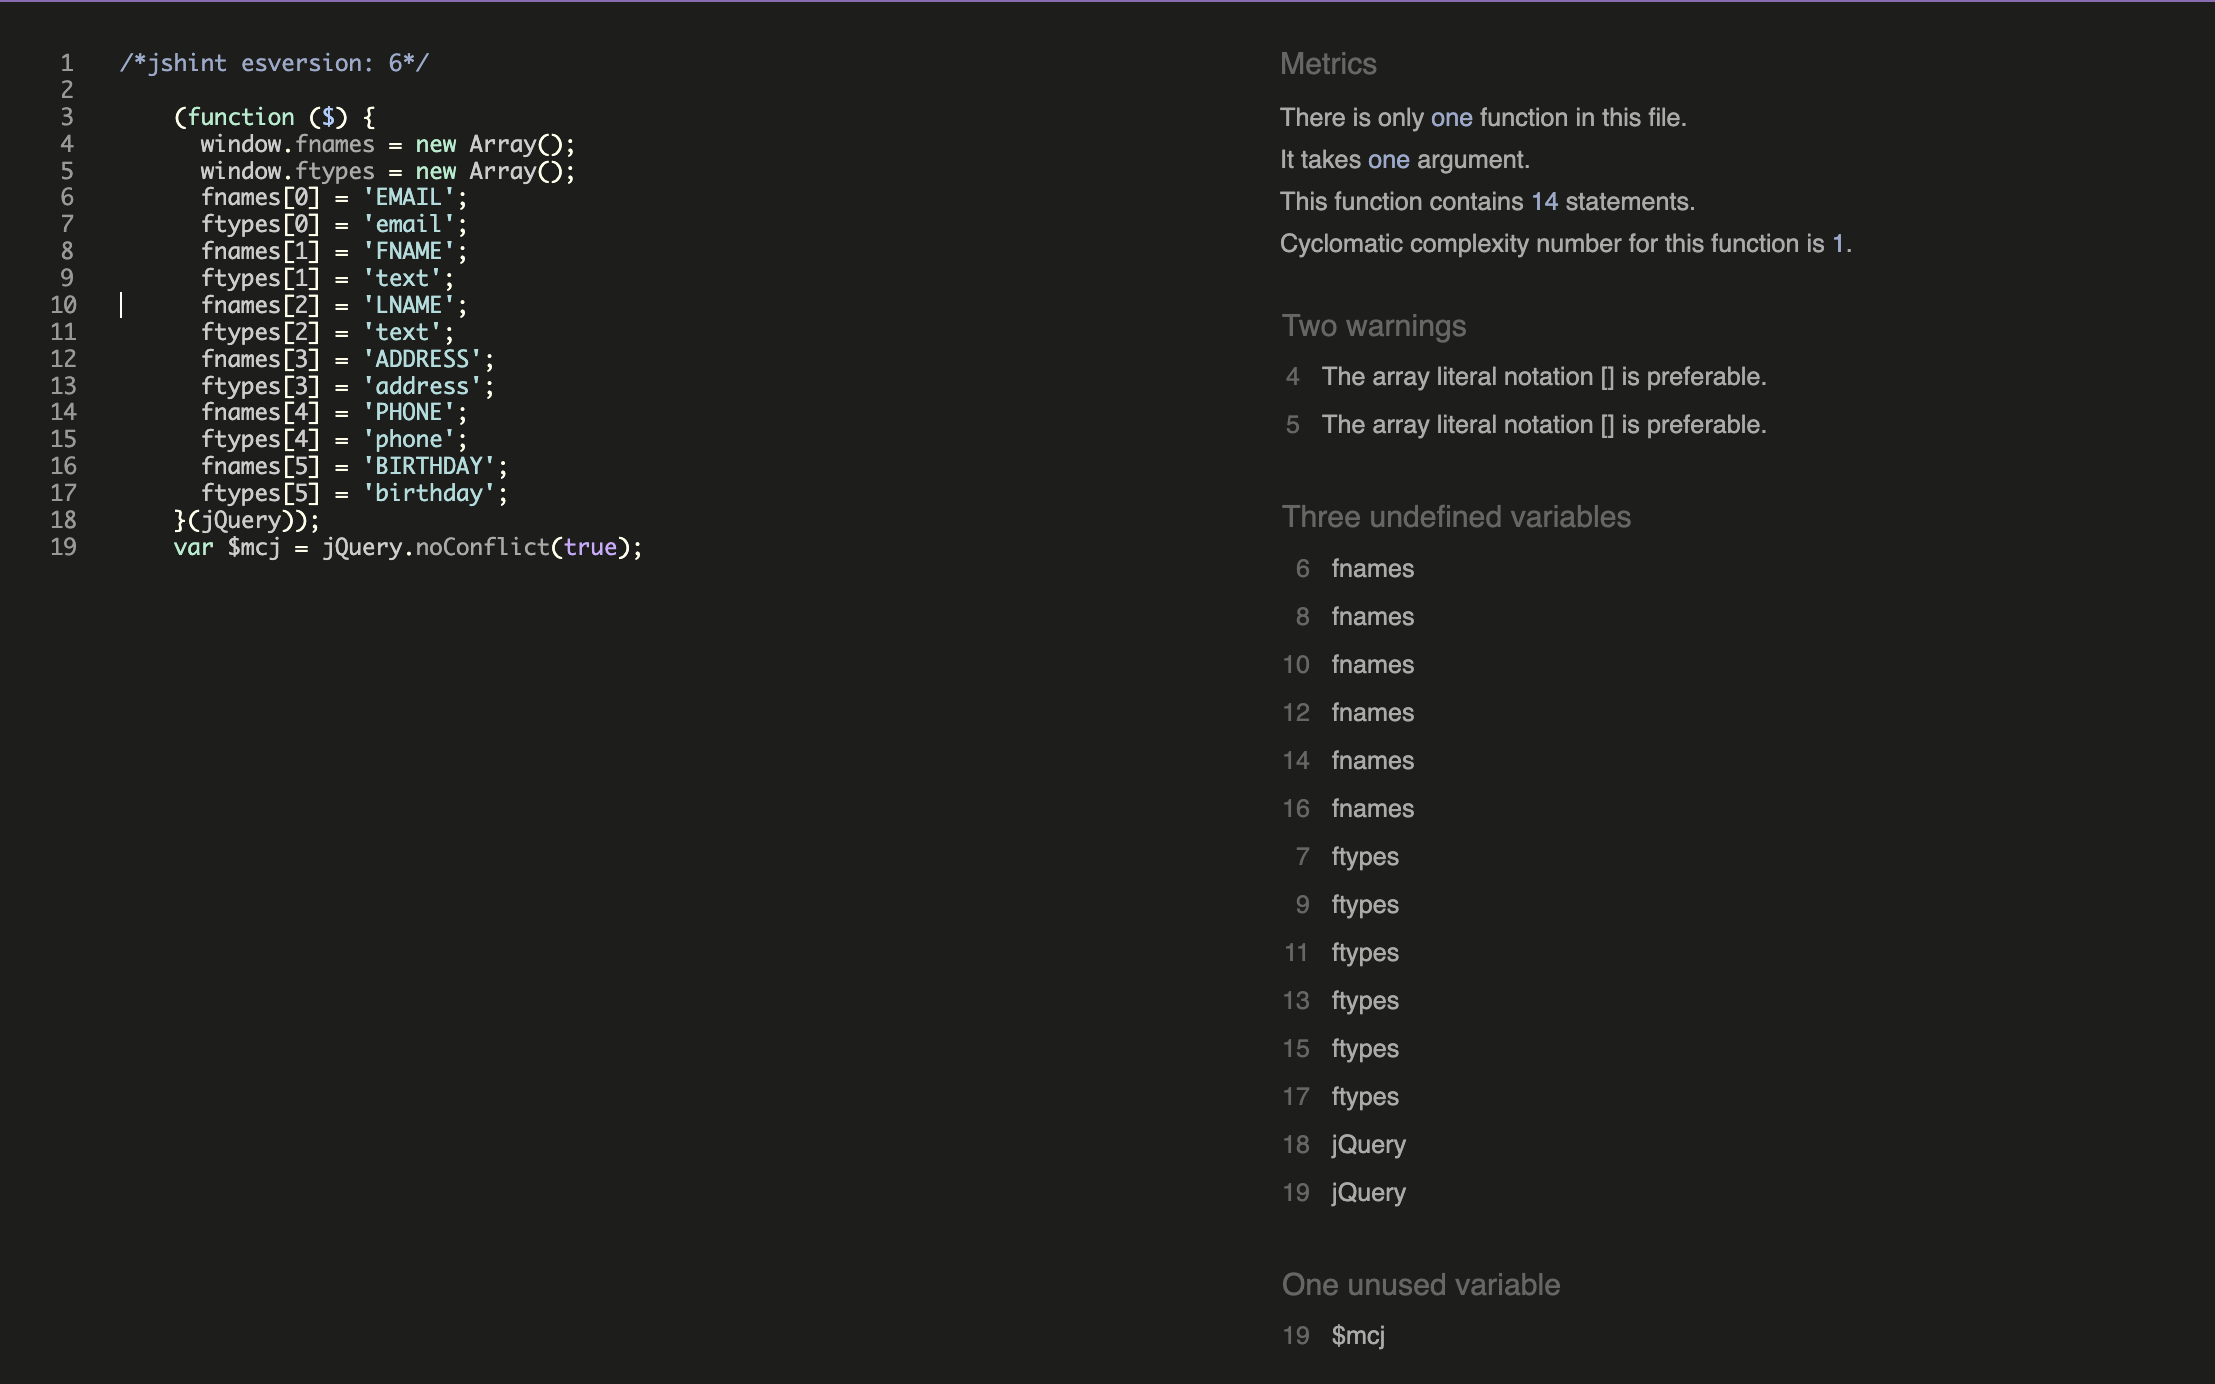 1 /*jshint esversion: 6*/
2
3 (function ($) {
4 window.fnames = new Array();
5 window.ftypes = new Array();
6 fnames[0] = 'EMAIL';
7 ftypes[0] = 'email';
8 fnames[1] = 'FNAME';
9 ftypes[1] = 'text';
10 fnames[2] = 'LNAME';
11 ftypes[2] = 'text';
12 fnames[3] = 'ADDRESS';
13 ftypes[3] = 'address';
14 fnames[4] = 'PHONE';
15 ftypes[4] = 'phone';
16 fnames[5] = 'BIRTHDAY';
17 ftypes[5] = 'birthday';
18 }(jQuery));
19 var $mcj = jQuery.noConflict(true);
Metrics
There is only one function in this file.
It takes one argument.
This function contains 14 statements.
Cyclomatic complexity number for this function is 1.
Two warnings
4 The array literal notation [] is preferable.
5 The array literal notation [] is preferable.
Three undefined variables
6 fnames
8 fnames
10 fnames
12 fnames
14 fnames
16 fnames
7 ftypes
9 ftypes
11 ftypes
13 ftypes
15 ftypes
17 ftypes
18 jQuery
19 jQuery
One unused variable
19 $mcj